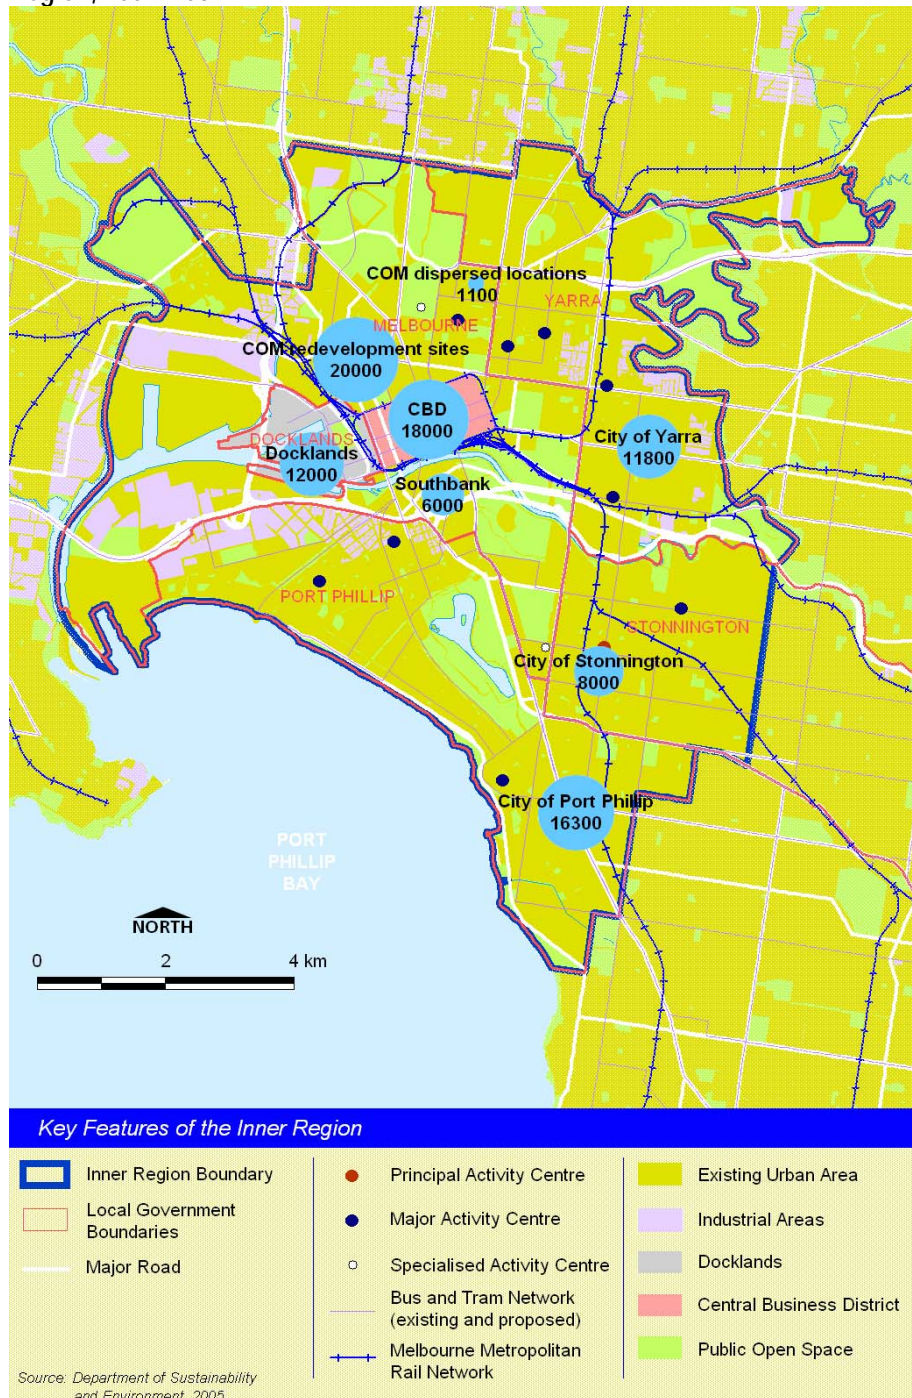 COM dispersed locations
1100
YARRA
MELBOURNE
COM redevelopment sites
20000
CBD
18000
DOCKLANDS
Docklands
12000
City of Yarra
11800
Southbank
6000
PORT PHILLIP
STONNINGTON
City of Stonnington
8000
City of Port Phillip
16300
PORT
PHILLIP
BAY
NORTH
0 2 4 km
Key Features of the Inner Region
Inner Region Boundary
Local Government
Boundaries
Major Road
Principal Activity Centre
Major Activity Centre
Specialised Activity Centre
Bus and Tram Network
(existing and proposed)
Melbourne Metropolitan
Rail Network
Existing Urban Area
Industrial Areas
Docklands
Central Business District
Public Open Space
Source: Department of Sustainability
and Environment, 2005